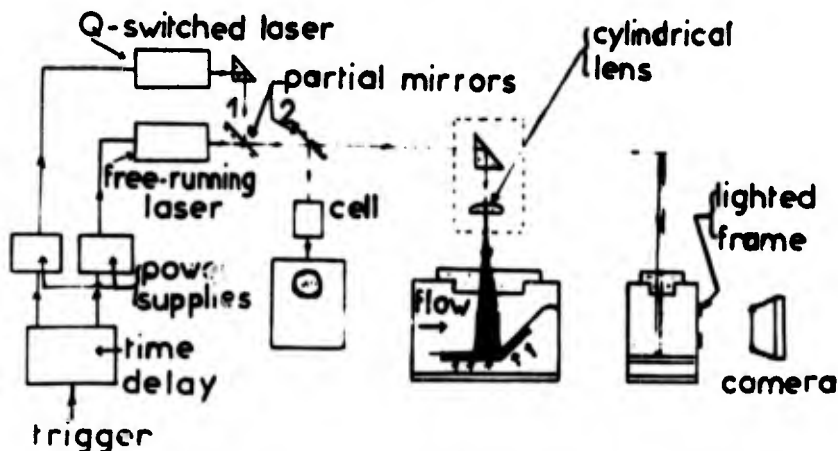 Q-switched laser
partial mirrors
1
2
cylindrical
lens
free-running
laser
cell
lighted
frame
power
supplies
flow
time
delay
camera
trigger